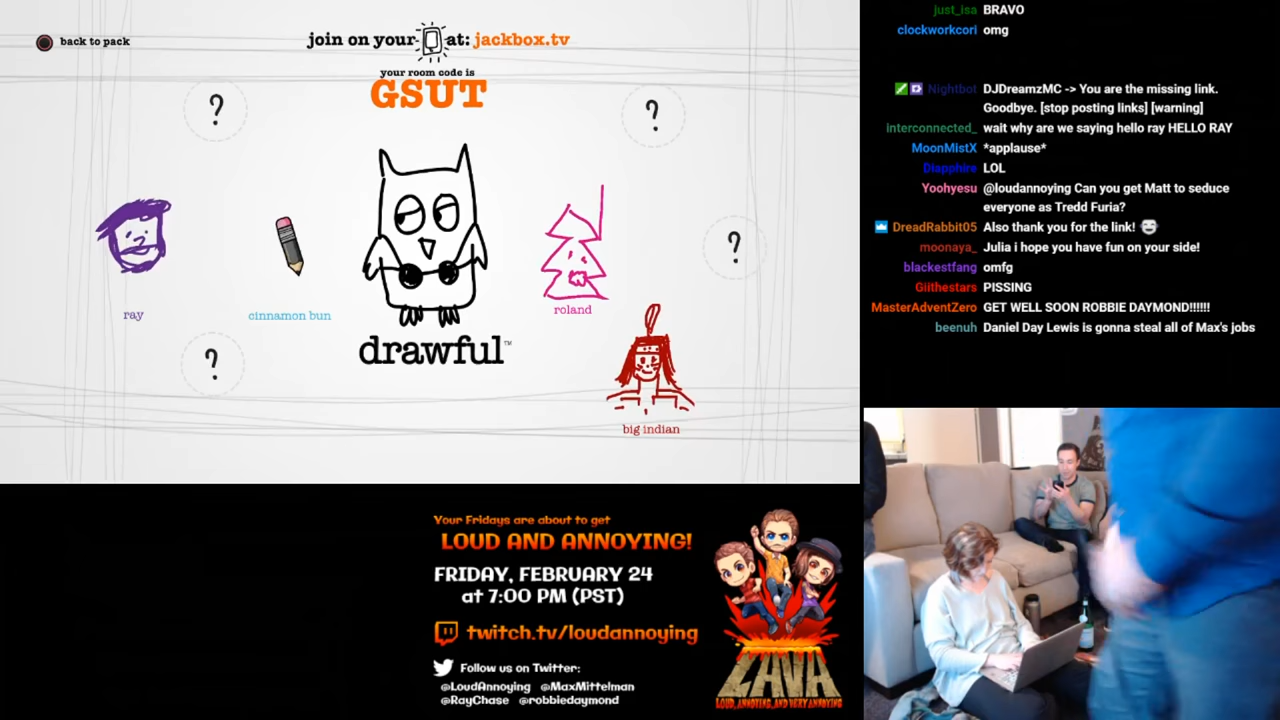 back to pack
join on your at: jackbox.tv
your room code is
GSUT
?
?
?
?
ray
cinnamon bun
roland
drawful™
big indian
just_isa BRAVO
clockworkcori omg
Nightbot DJDreamzMC -> You are the missing link.
Goodbye. [stop posting links] [warning]
interconnected_ wait why are we saying hello ray HELLO RAY
MoonMistX *applause*
Diapphire LOL
Yoohyesu @loudannoying Can you get Matt to seduce
everyone as Tredd Furia?
DreadRabbit05 Also thank you for the link!
moonaya_ Julia i hope you have fun on your side!
blackestfang omfg
Giithestars PISSING
MasterAdventZero GET WELL SOON ROBBIE DAYMOND!!!!!!
beenuh Daniel Day Lewis is gonna steal all of Max's jobs
Your Fridays are about to get
LOUD AND ANNOYING!
FRIDAY, FEBRUARY 24
at 7:00 PM (PST)
twitch.tv/loudannoying
Follow us on Twitter:
@LoudAnnoying @MaxMittelman
@RayChase @robbiedaymond
LAVA
LOUD, ANNOYING, AND VERY ANNOYING